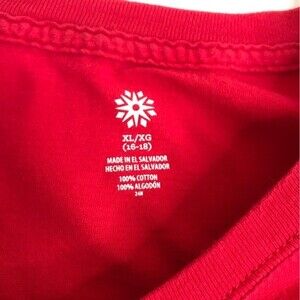 XL/XG
(16-18)
MADE IN EL SALVADOR
HECHO EN EL SALVADOR
100% COTTON
100% ALGODÓN